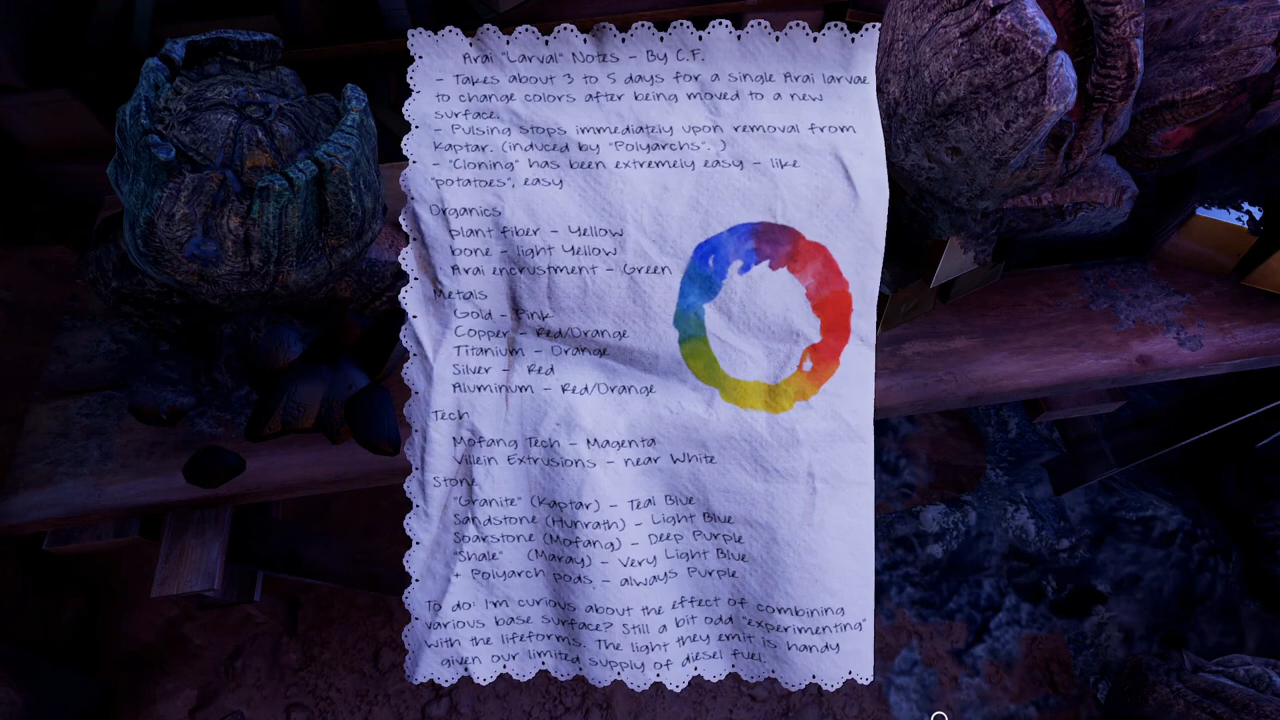 Arai "Larval" Notes - By C.F.
- Takes about 3 to 5 days for a single Arai larvae
to change colors after being moved to a new
surface.
- Pulsing stops immediately upon removal from
Kaptar. (induced by "Polyarchs". )
- "Cloning" has been extremely easy - like
"potatoes", easy
Organics
plant fiber - Yellow
bone - light Yellow
Arai encrustment - Green
Metals
Gold - Pink
Copper - Red/Orange
Titanium - Orange
Silver - Red
Aluminum - Red/Orange
Tech
Mofang Tech - Magenta
Villein Extrusions - near White
Stone
"Granite" (Kaptar) - Teal Blue
Sandstone (Hunrath) - Light Blue
Soarstone (Mofang) - Deep Purple
"Shale" (Maray) - Very Light Blue
+ Polyarch pods - always Purple
To do: I'm curious about the effect of combining
various base surface? Still a bit odd "experimenting"
with the lifeforms. The light they emit is handy
given our limited supply of diesel fuel.